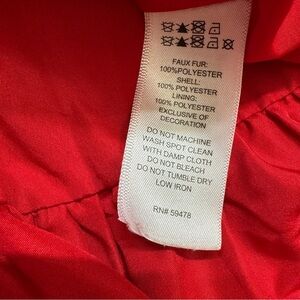 FAUX FUR:
100%POLYESTER
SHELL:
100% POLYESTER
LINING:
100% POLYESTER
EXCLUSIVE OF
DECORATION
DO NOT MACHINE
WASH SPOT CLEAN
WITH DAMP CLOTH
DO NOT BLEACH
DO NOT TUMBLE DRY
LOW IRON
RN# 59478